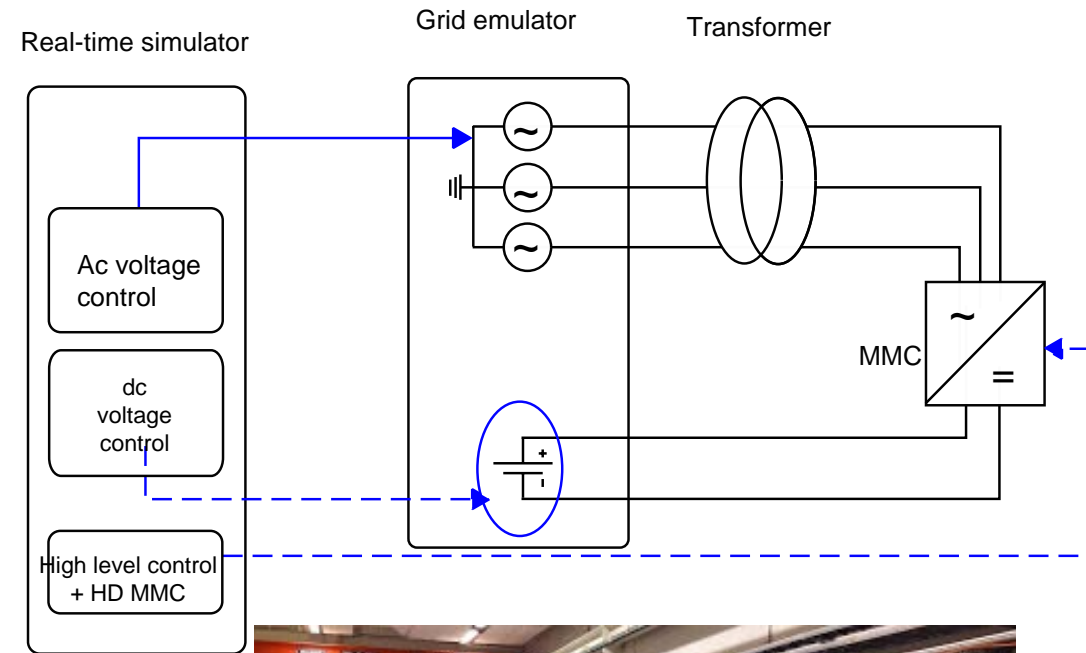 Real-time simulator
Grid emulator
Transformer
Ac voltage
control
dc
voltage
control
High level control
+ HD MMC
~
~
~
+
-
MMC
~
=